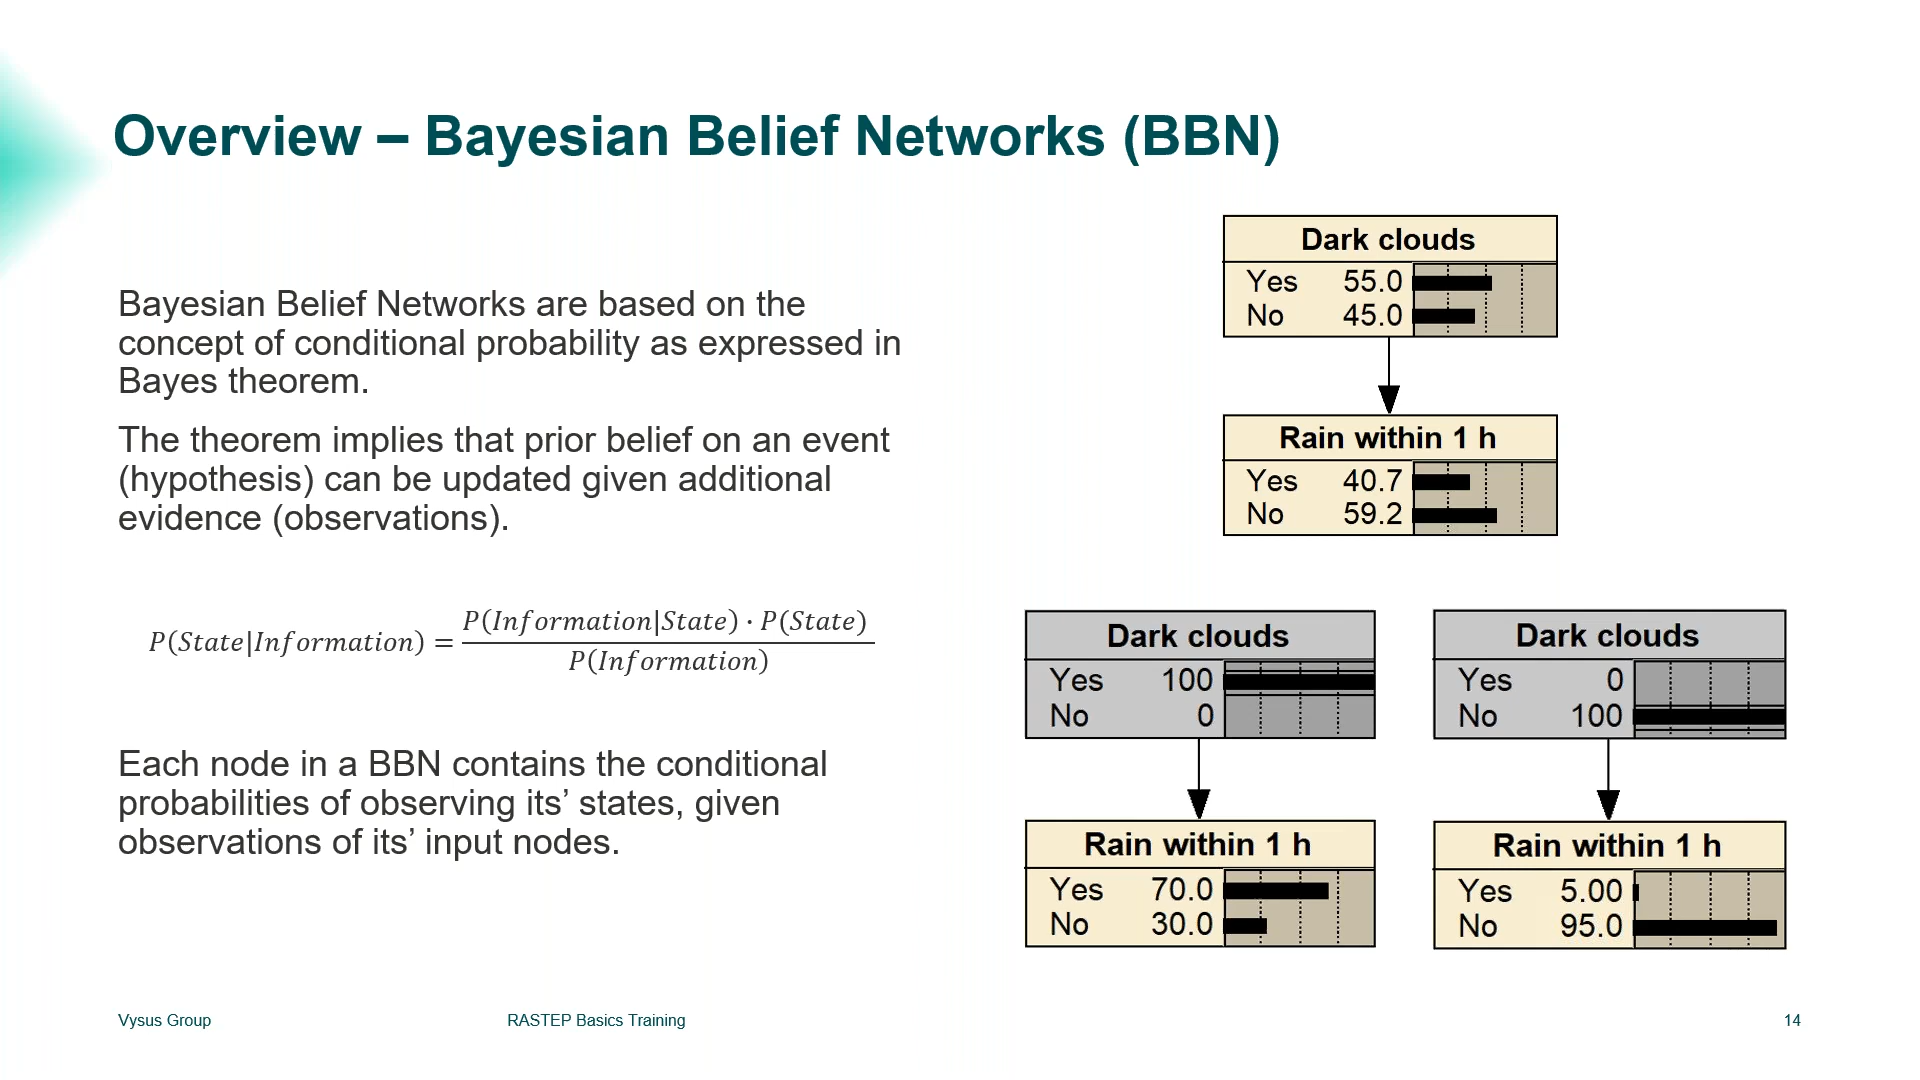 Overview – Bayesian Belief Networks (BBN)
Bayesian Belief Networks are based on the
concept of conditional probability as expressed in
Bayes theorem.
The theorem implies that prior belief on an event
(hypothesis) can be updated given additional
evidence (observations).
P(State|Information) = P(Information|State) · P(State) / P(Information)
Each node in a BBN contains the conditional
probabilities of observing its’ states, given
observations of its’ input nodes.
Dark clouds
Yes 55.0
No 45.0
Rain within 1 h
Yes 40.7
No 59.2
Dark clouds
Yes 100
No 0
Rain within 1 h
Yes 70.0
No 30.0
Dark clouds
Yes 0
No 100
Rain within 1 h
Yes 5.00
No 95.0
Vysus Group
RASTEP Basics Training
14